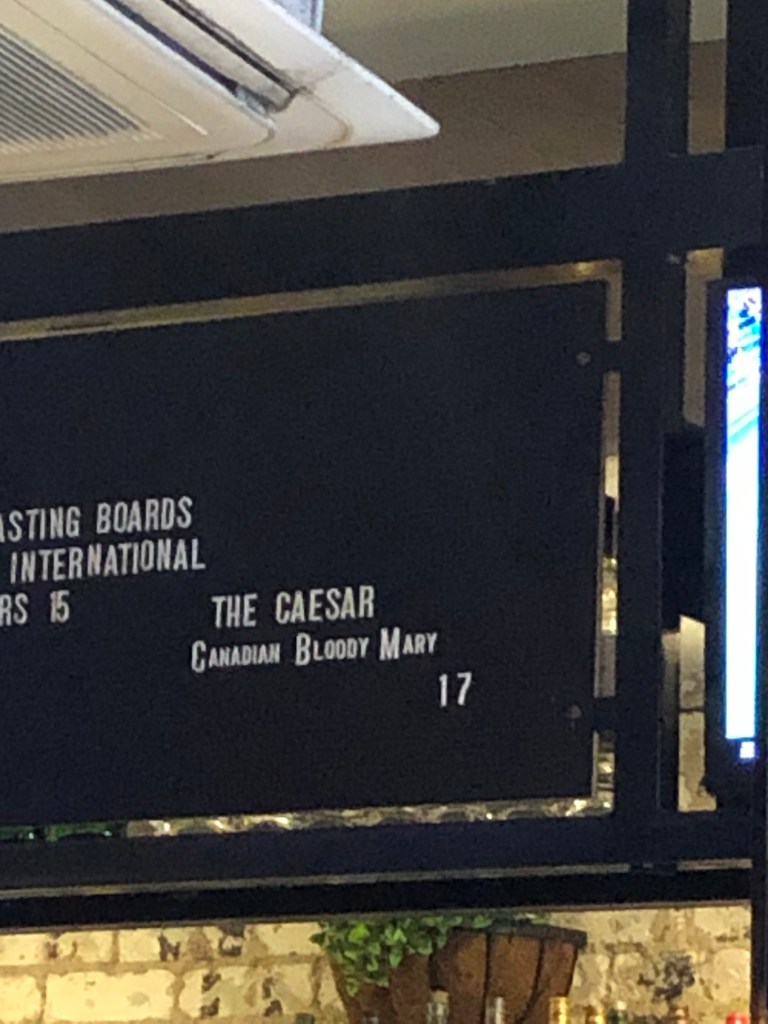 ASTING BOARDS
INTERNATIONAL
RS 15
THE CAESAR
CANADIAN BLOODY MARY
17